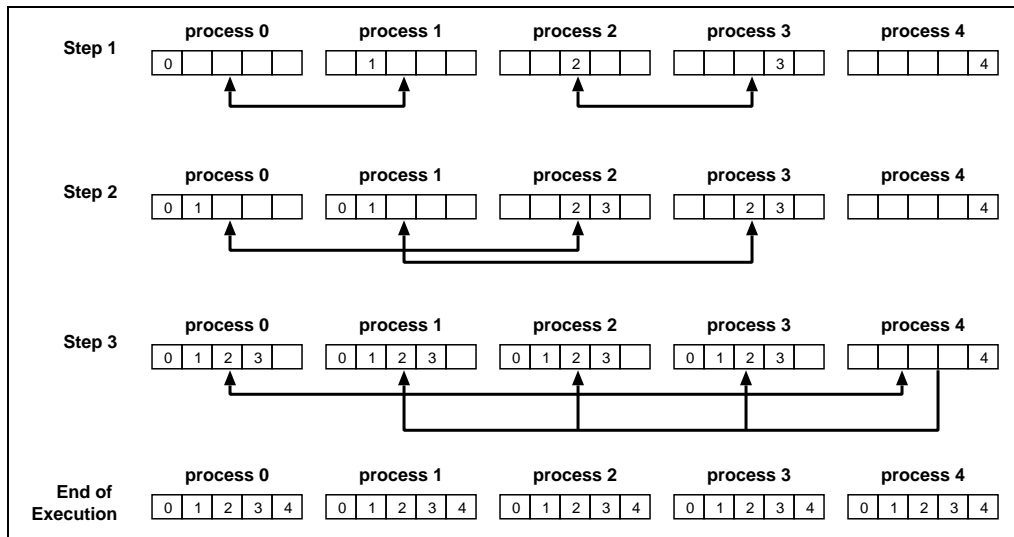 process 0 process 1 process 2 process 3 process 4
Step 1
0 1 2 3 4
process 0 process 1 process 2 process 3 process 4
Step 2
0 1 0 1 2 3 2 3 4
process 0 process 1 process 2 process 3 process 4
Step 3
0 1 2 3 0 1 2 3 0 1 2 3 0 1 2 3 4
process 0 process 1 process 2 process 3 process 4
End of
Execution
0 1 2 3 4 0 1 2 3 4 0 1 2 3 4 0 1 2 3 4 0 1 2 3 4